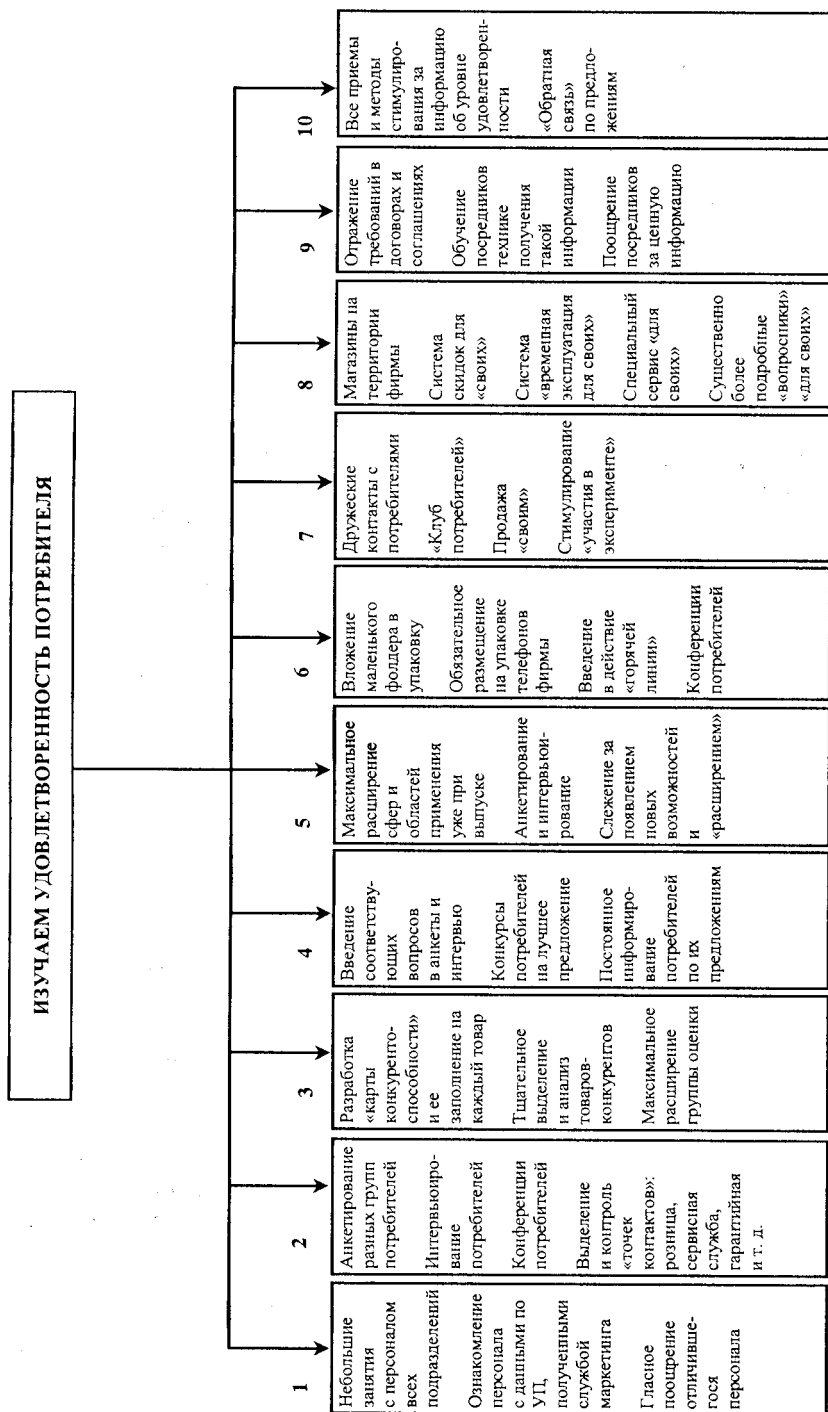 ИЗУЧАЕМ УДОВЛЕТВОРЕННОСТЬ ПОТРЕБИТЕЛЯ
1
Небольшие
занятия
с персоналом
всех
подразделений
Ознакомление
персонала
с данными по
УП,
полученными
службой
маркетинга
Гласное
поощрение
отличивше-
гося
персонала
2
Анкетирование
разных групп
потребителей
Интервьюиро-
вание
потребителей
Конференции
потребителей
Выделение
и контроль
«точек
контактов»:
розница,
сервисная
служба,
гарантийная
и т. д.
3
Разработка
«карты
конкуренто-
способности»
и ее
заполнение на
каждый товар
Тщательное
выделение
и анализ
товаров-
конкурентов
Максимальное
расширение
группы оценки
4
Введение
соответству-
ющих
вопросов
в анкеты и
интервью
Конкурсы
потребителей
на лучшее
предложение
Постоянное
информиро-
вание
потребителей
по их
предложениям
5
Максимальное
расширение
сфер и
областей
применения
уже при
выпуске
Анкетирование
и интервьюи-
рование
Слежение за
появлением
новых
возможностей
и
«расширением»
6
Вложение
маленького
фолдера в
упаковку
Обязательное
размещение
на упаковке
телефонов
фирмы
Введение
в действие
«горячей
линии»
Конференции
потребителей
7
Дружеские
контакты с
потребителями
«Клуб
потребителей»
Продажа
«своим»
Стимулирование
«участия в
эксперименте»
8
Магазины на
территории
фирмы
Система
скидок для
«своих»
Система
«временная
эксплуатация
для своих»
Специальный
сервис «для
своих»
Существенно
более
подробные
«вопросники»
«для своих»
9
Отражение
требований в
договорах и
соглашениях
Обучение
посредников
технике
получения
такой
информации
Поощрение
посредников
за ценную
информацию
10
Все приемы
и методы
стимулиро-
вания за
информацию
об уровне
удовлетворен-
ности
«Обратная
связь»
по предло-
жениям